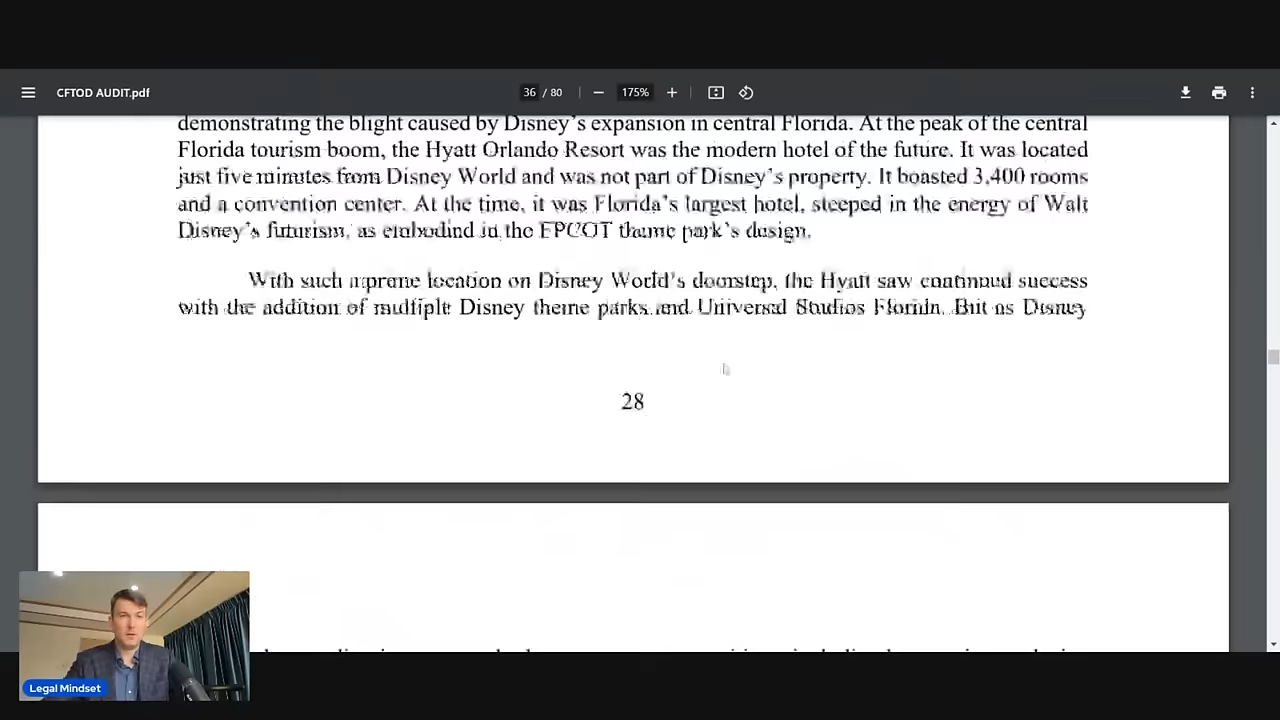 CFTOD AUDIT.pdf
36 / 80
175%
demonstrating the blight caused by Disney's expansion in central Florida. At the peak of the central
Florida tourism boom, the Hyatt Orlando Resort was the modern hotel of the future. It was located
just five minutes from Disney World and was not part of Disney's property. It boasted 3,400 rooms
and a convention center. At the time, it was Florida's largest hotel, steeped in the energy of Walt
Disney's futurism, as embodied in the EPCOT theme park's design.
With such a prime location on Disney World's doorstep, the Hyatt saw continued success
with the addition of multiple Disney theme parks and Universal Studios Florida. But as Disney
28
Legal Mindset